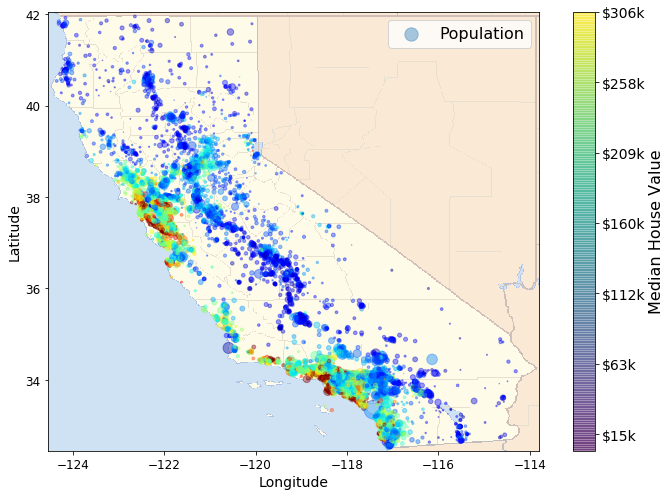 Population
42
40
38
36
34
Latitude
−124
−122
−120
−118
−116
−114
Longitude
$306k
$258k
$209k
$160k
$112k
$63k
$15k
Median House Value